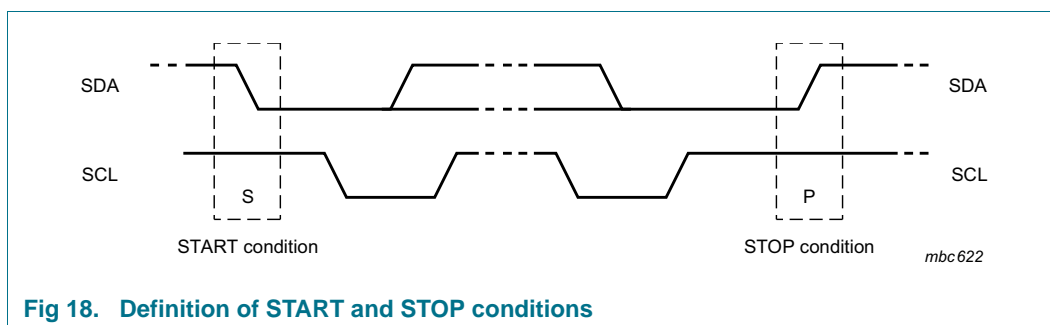 SDA
SDA
SCL
SCL
S
P
START condition
STOP condition
mbc622
Fig 18. Definition of START and STOP conditions